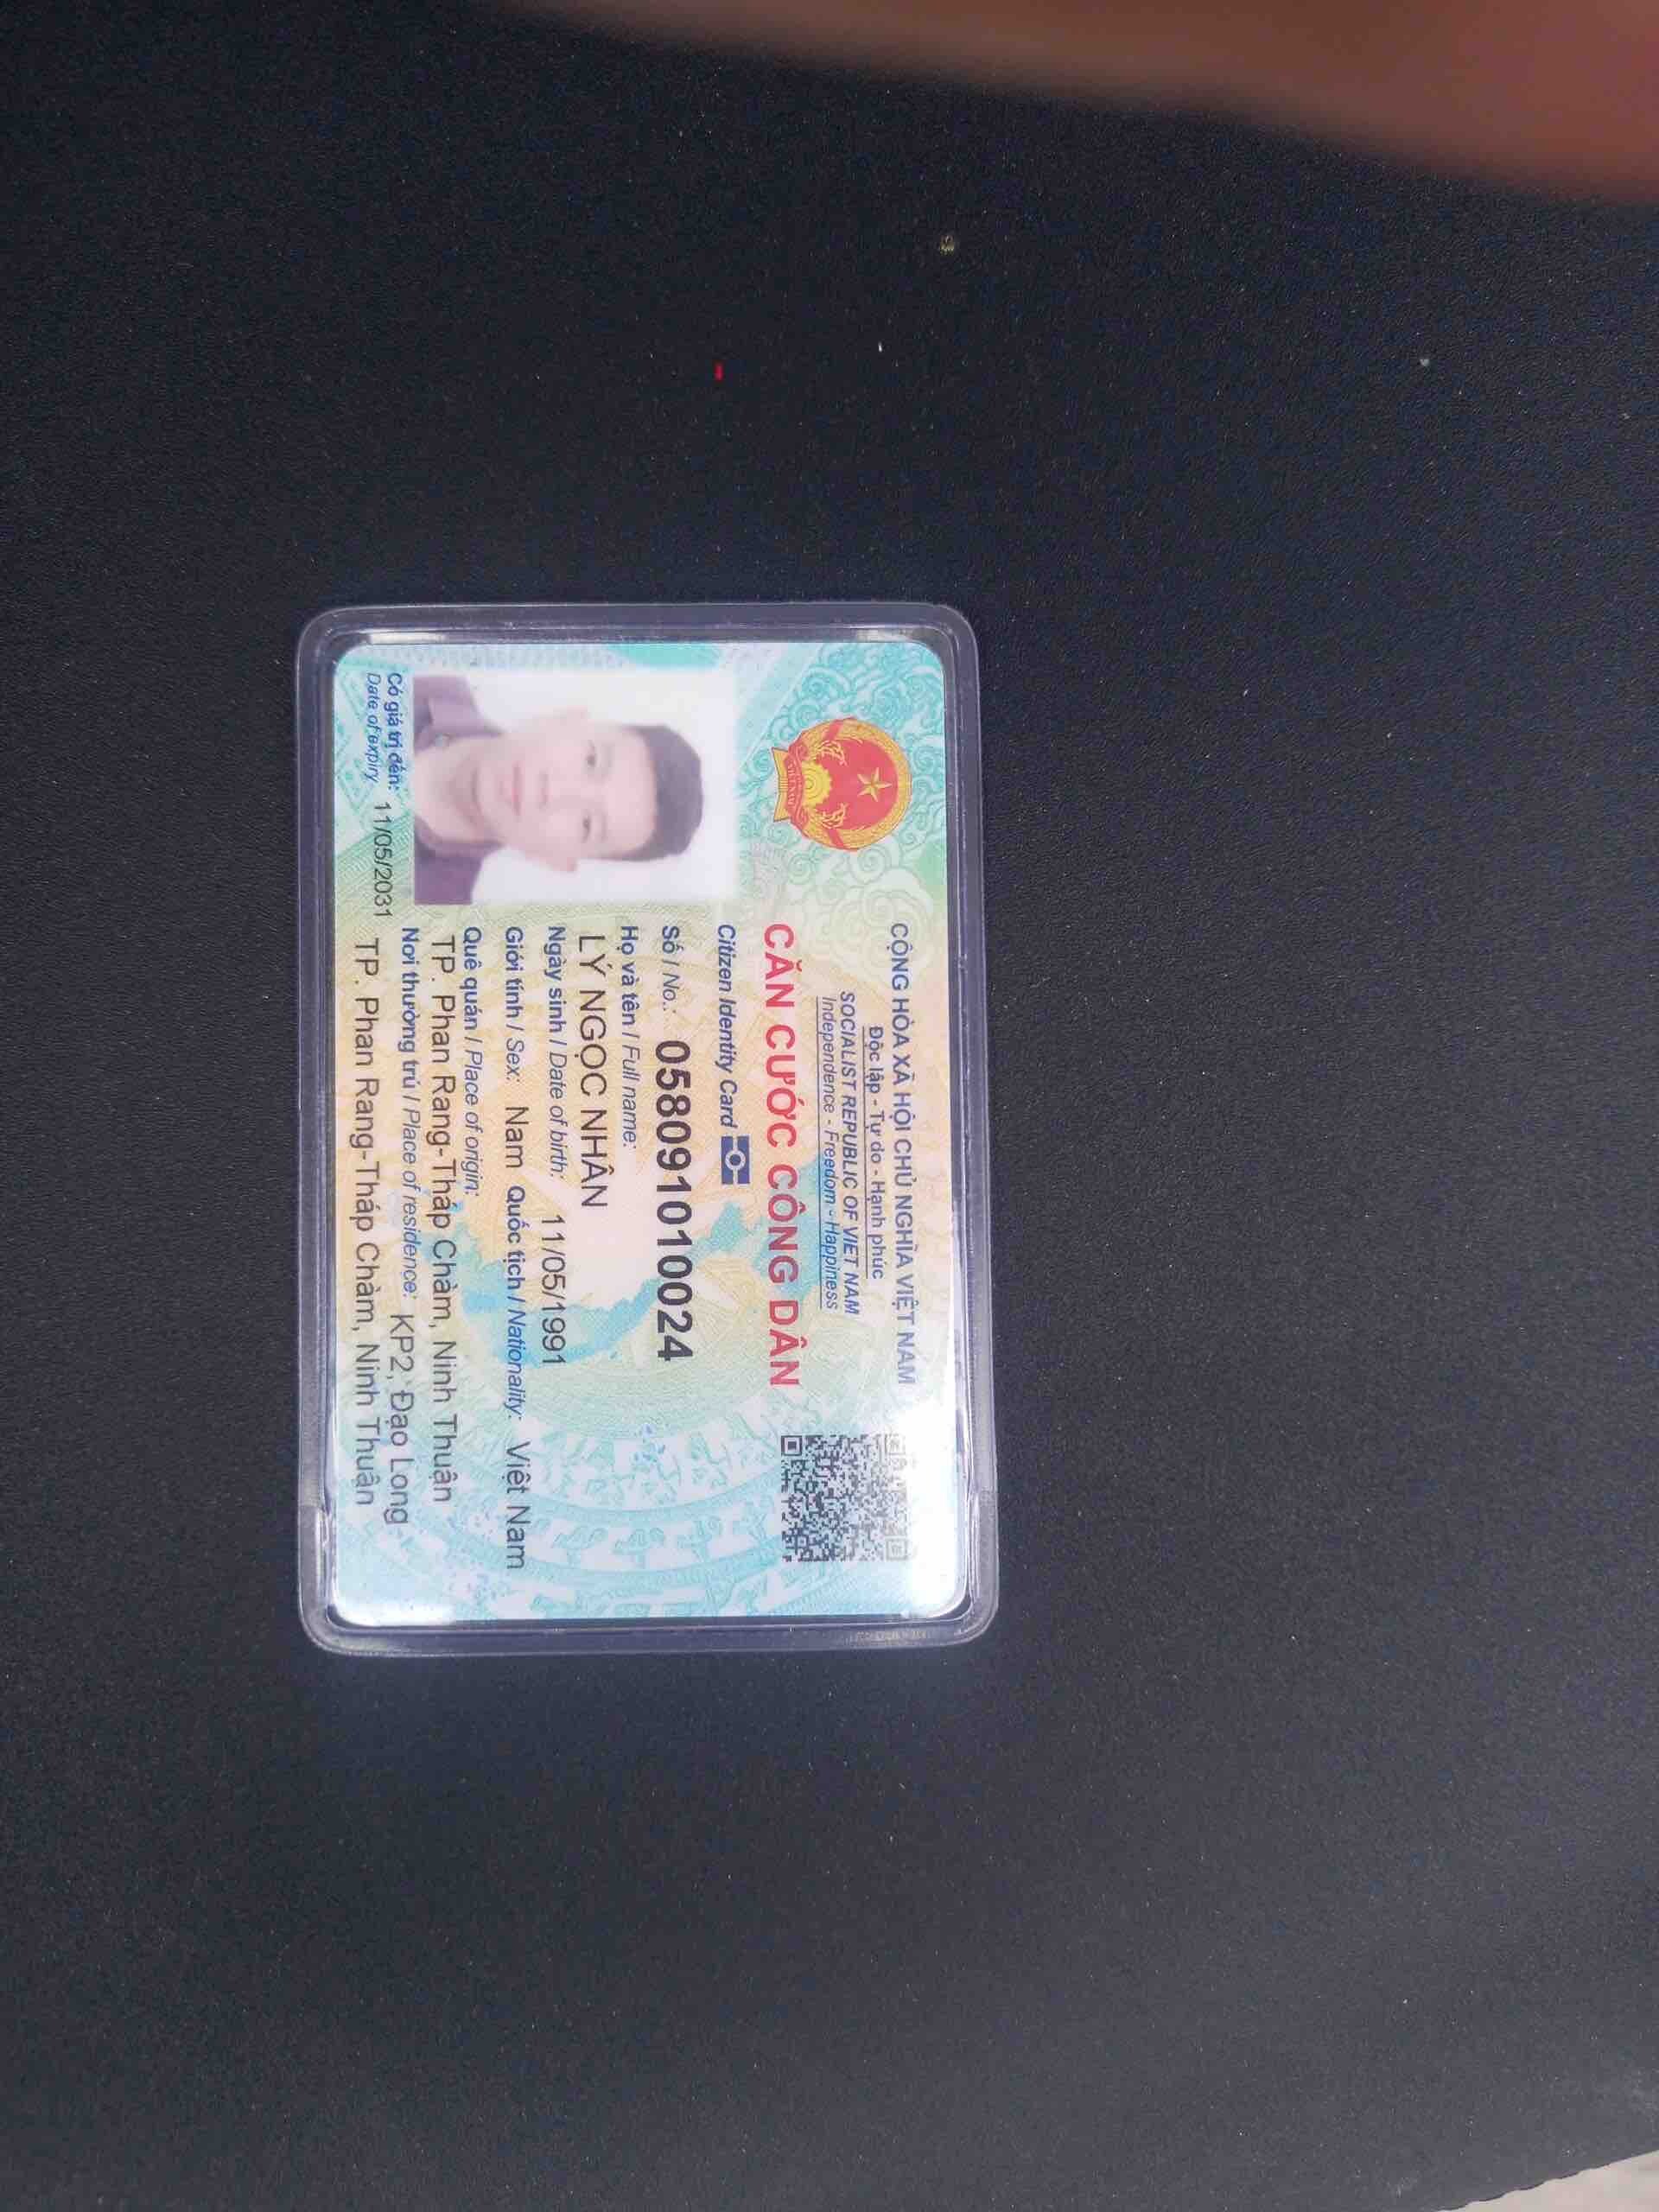 CỘNG HÒA XÃ HỘI CHỦ NGHĨA VIỆT NAM
Độc lập - Tự do - Hạnh phúc
SOCIALIST REPUBLIC OF VIET NAM
Independence - Freedom - Happiness
CĂN CƯỚC CÔNG DÂN
Citizen Identity Card
Số / No.: 058091010024
Họ và tên / Full name:
LÝ NGỌC NHÂN
Ngày sinh / Date of birth: 11/05/1991
Giới tính / Sex: Nam Quốc tịch / Nationality: Việt Nam
Quê quán / Place of origin:
TP. Phan Rang-Tháp Chàm, Ninh Thuận
Nơi thường trú / Place of residence: KP2, Đạo Long
TP. Phan Rang-Tháp Chàm, Ninh Thuận
Có giá trị đến: 11/05/2031
Date of expiry
VIỆT NAM